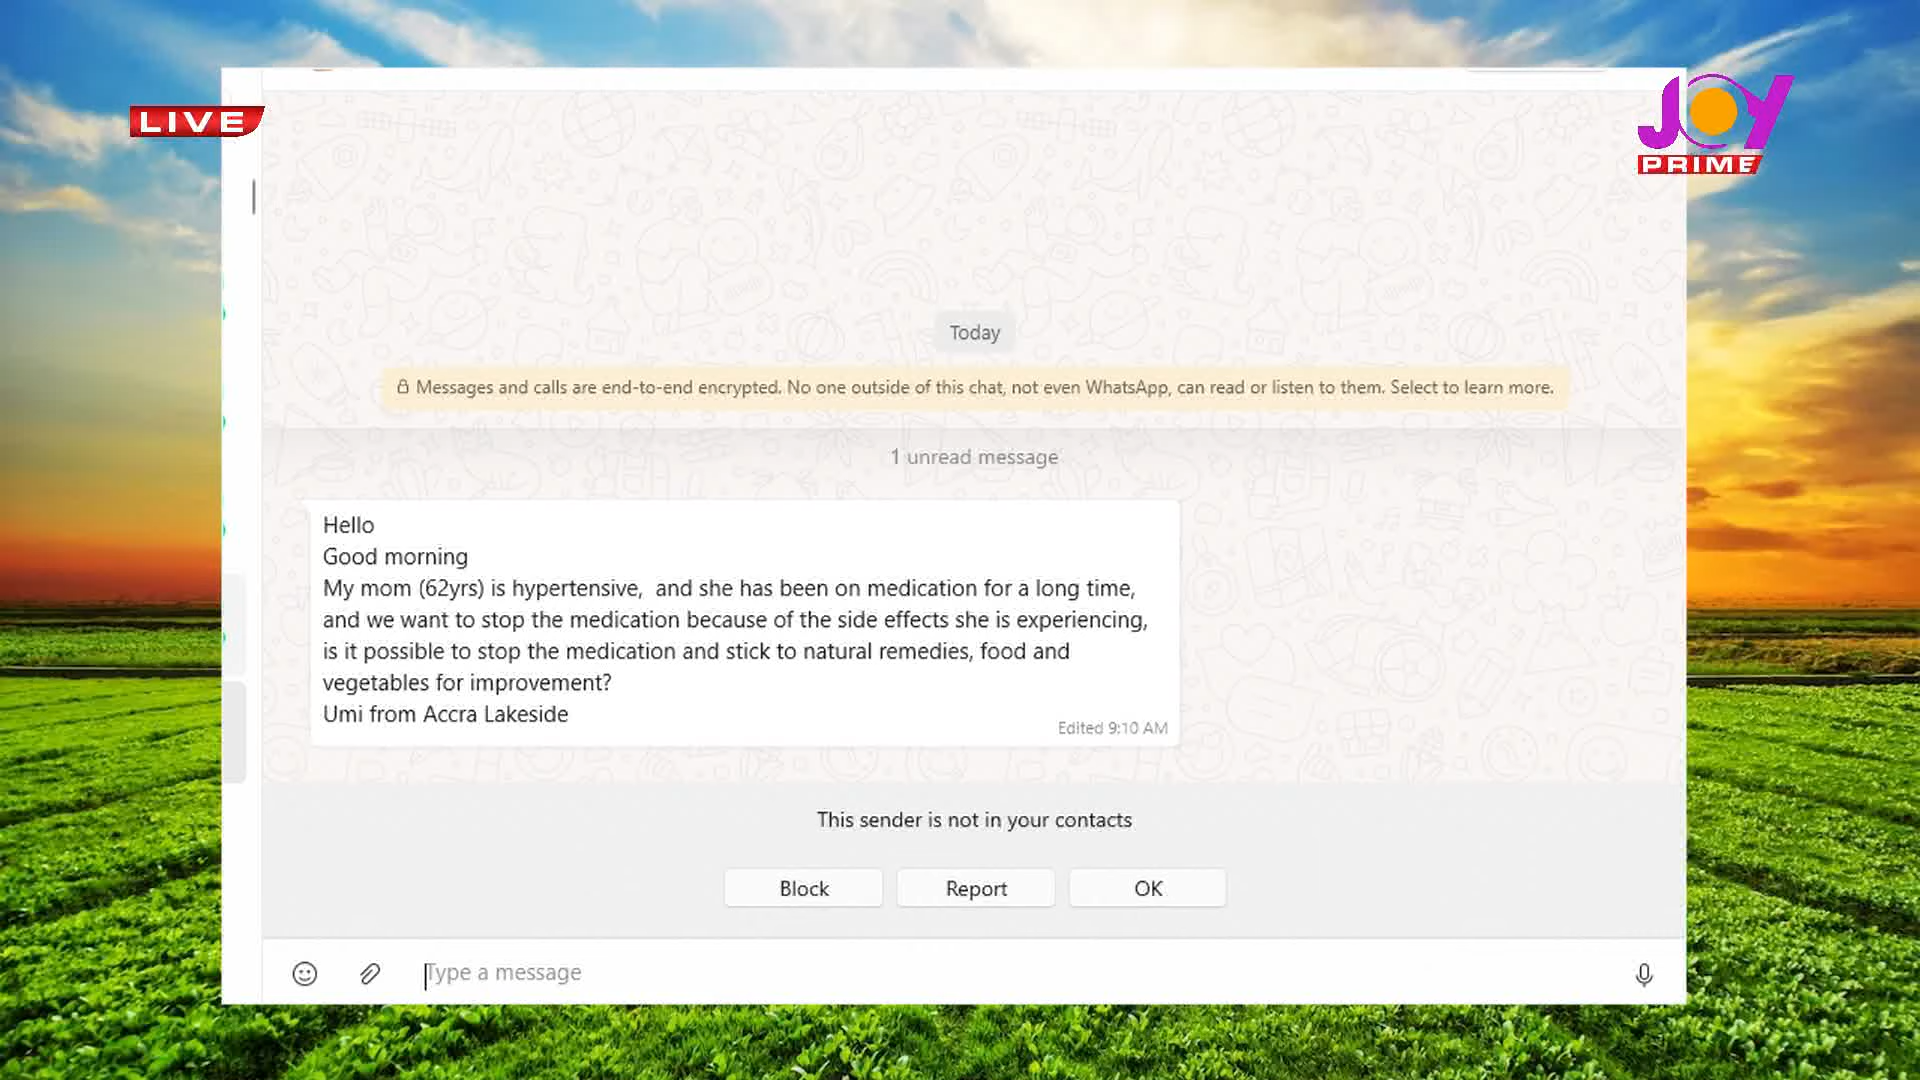 LIVE
JOY
PRIME
Today
Messages and calls are end-to-end encrypted. No one outside of this chat, not even WhatsApp, can read or listen to them. Select to learn more.
1 unread message
Hello
Good morning
My mom (62yrs) is hypertensive,  and she has been on medication for a long time,
and we want to stop the medication because of the side effects she is experiencing,
is it possible to stop the medication and stick to natural remedies, food and
vegetables for improvement?
Umi from Accra Lakeside
Edited 9:10 AM
This sender is not in your contacts
Block Report OK
Type a message